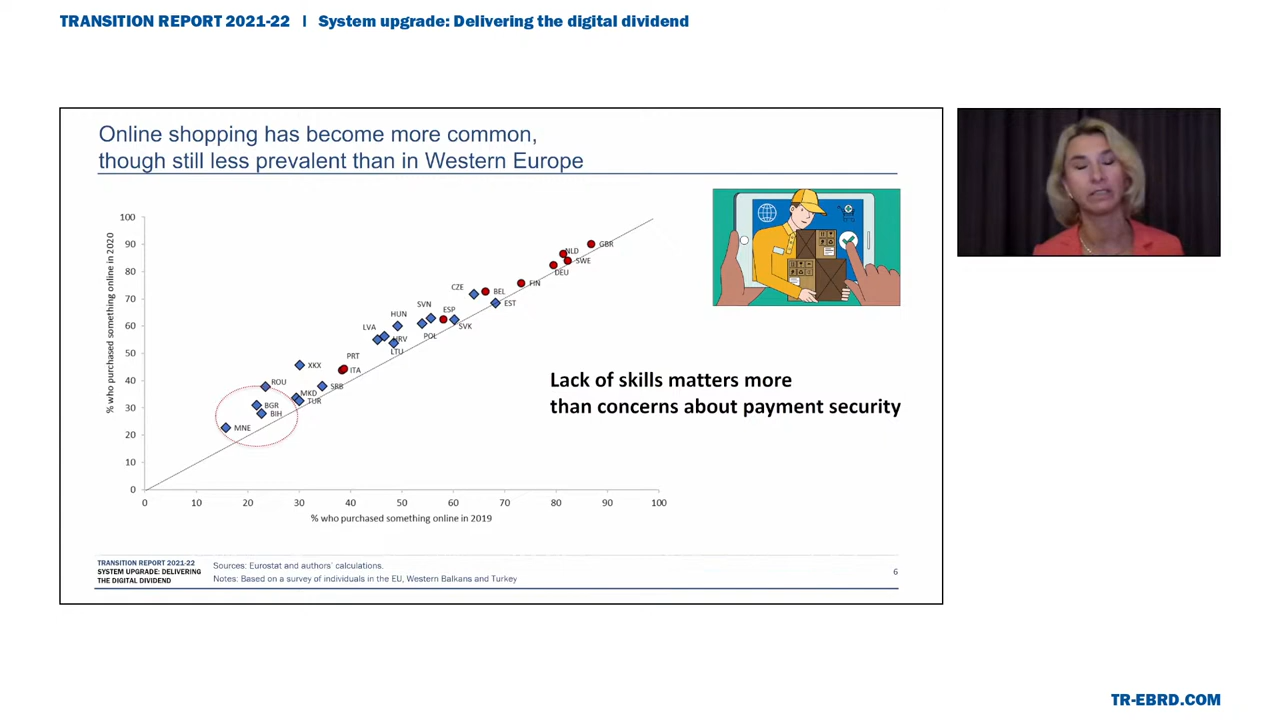 TRANSITION REPORT 2021-22 I System upgrade: Delivering the digital dividend
Online shopping has become more common,
though still less prevalent than in Western Europe
100
90
80
70
60
50
40
30
20
10
0
% who purchased something online in 2020
GBR
NLD
SWE
DEU
FIN
CZE
BEL
EST
SVN
ESP
HUN
SVK
LVA
HRV
POL
LTU
PRT
XKX
ITA
ROU
SRB
MKD
TUR
BGR
BIH
MNE
0 10 20 30 40 50 60 70 80 90 100
% who purchased something online in 2019
Lack of skills matters more
than concerns about payment security
TRANSITION REPORT 2021-22
SYSTEM UPGRADE: DELIVERING
THE DIGITAL DIVIDEND
Sources: Eurostat and authors' calculations.
Notes: Based on a survey of individuals in the EU, Western Balkans and Turkey
6
TR-EBRD.COM